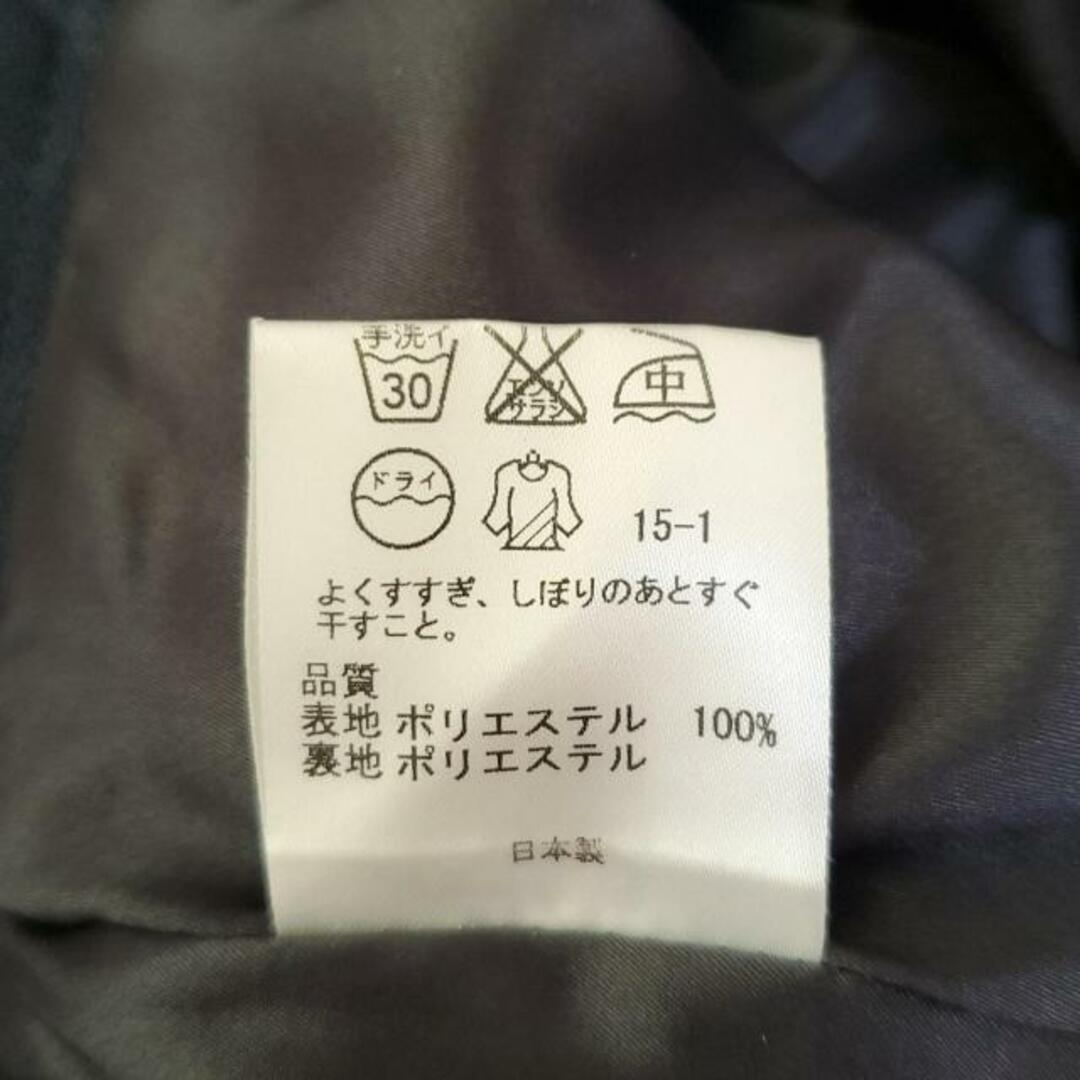 手洗イ
30
エンソ
サラシ
中
ドライ
15-1
よくすすぎ、しぼりのあとすぐ
干すこと。
品質
表地 ポリエステル 100%
裏地 ポリエステル
日本製